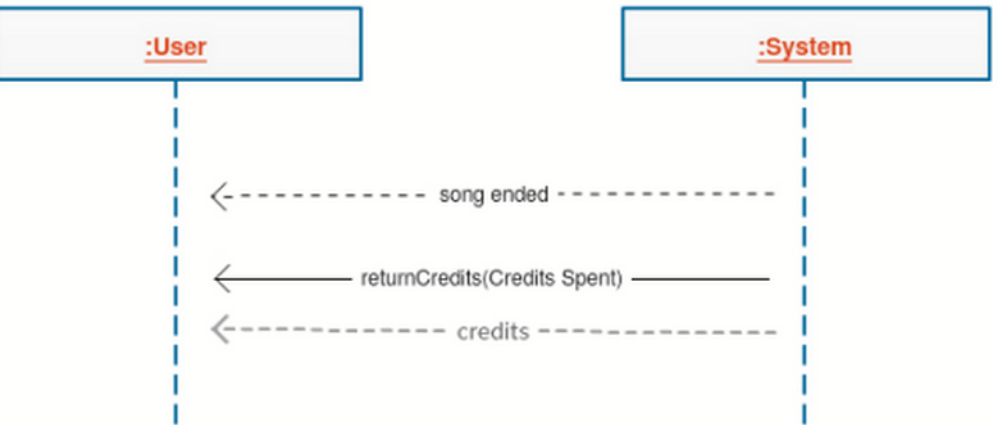 :User
:System
song ended
returnCredits(Credits Spent)
credits